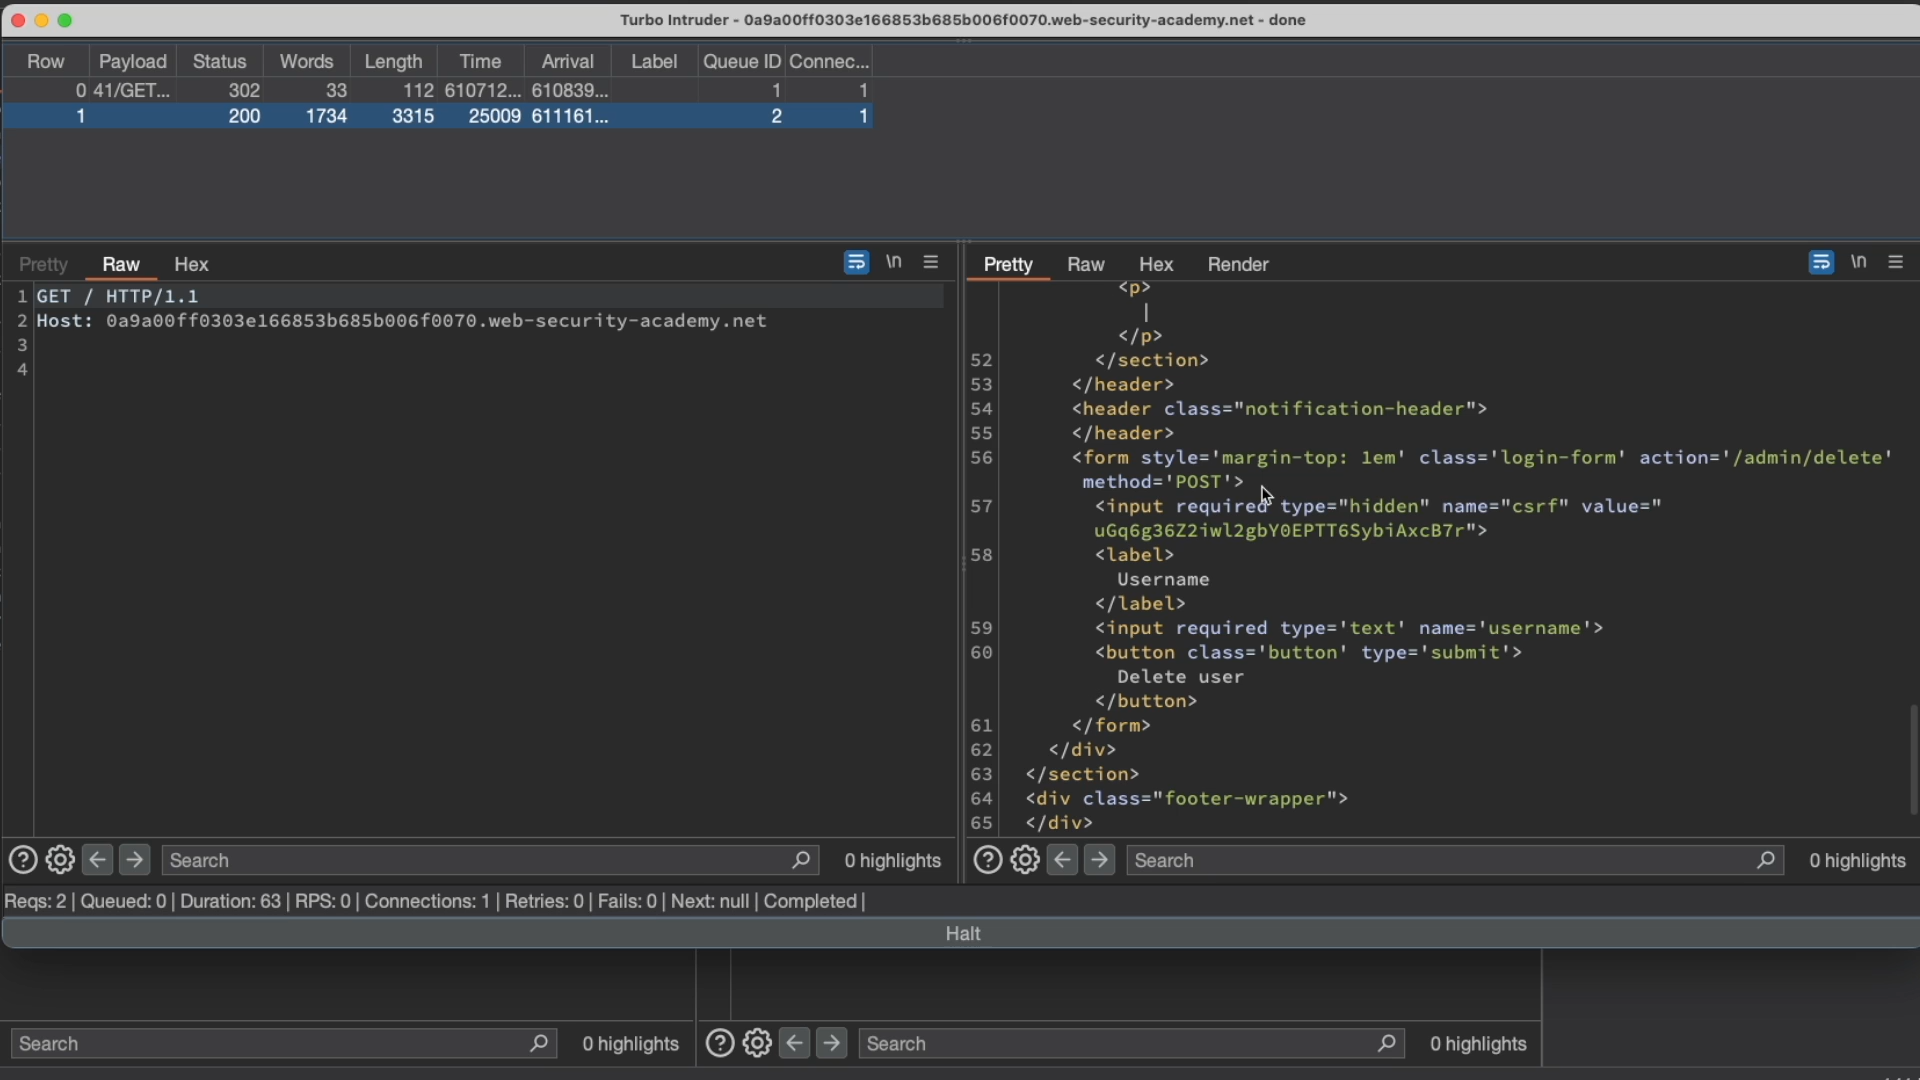 Turbo Intruder - 0a9a00ff0303e166853b685b006f0070.web-security-academy.net - done
Row Payload Status Words Length Time Arrival Label Queue ID Connec...
0 41/GET... 302 33 112 610712... 610839... 1 1
1 200 1734 3315 25009 611161... 2 1
Pretty Raw Hex \n
1 GET / HTTP/1.1
2 Host: 0a9a00ff0303e166853b685b006f0070.web-security-academy.net
3
4
Pretty Raw Hex Render \n
<p>
|
</p>
52 </section>
53 </header>
54 <header class="notification-header">
55 </header>
56 <form style='margin-top: 1em' class='login-form' action='/admin/delete'
method='POST'>
57 <input required type="hidden" name="csrf" value="
uGq6g36Z2iwl2gbY0EPTT6SybiAxcB7r">
58 <label>
Username
</label>
59 <input required type='text' name='username'>
60 <button class='button' type='submit'>
Delete user
</button>
61 </form>
62 </div>
63 </section>
64 <div class="footer-wrapper">
65 </div>
? Search 0 highlights
? Search 0 highlights
Reqs: 2 | Queued: 0 | Duration: 63 | RPS: 0 | Connections: 1 | Retries: 0 | Fails: 0 | Next: null | Completed |
Halt
Search 0 highlights
? Search 0 highlights